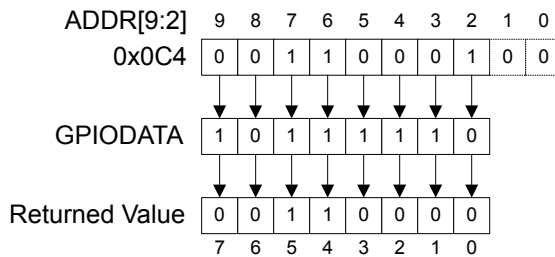 ADDR[9:2] 9 8 7 6 5 4 3 2 1 0
0x0C4 0 0 1 1 0 0 0 1 0 0
GPIODATA 1 0 1 1 1 1 1 0
Returned Value 0 0 1 1 0 0 0 0
7 6 5 4 3 2 1 0